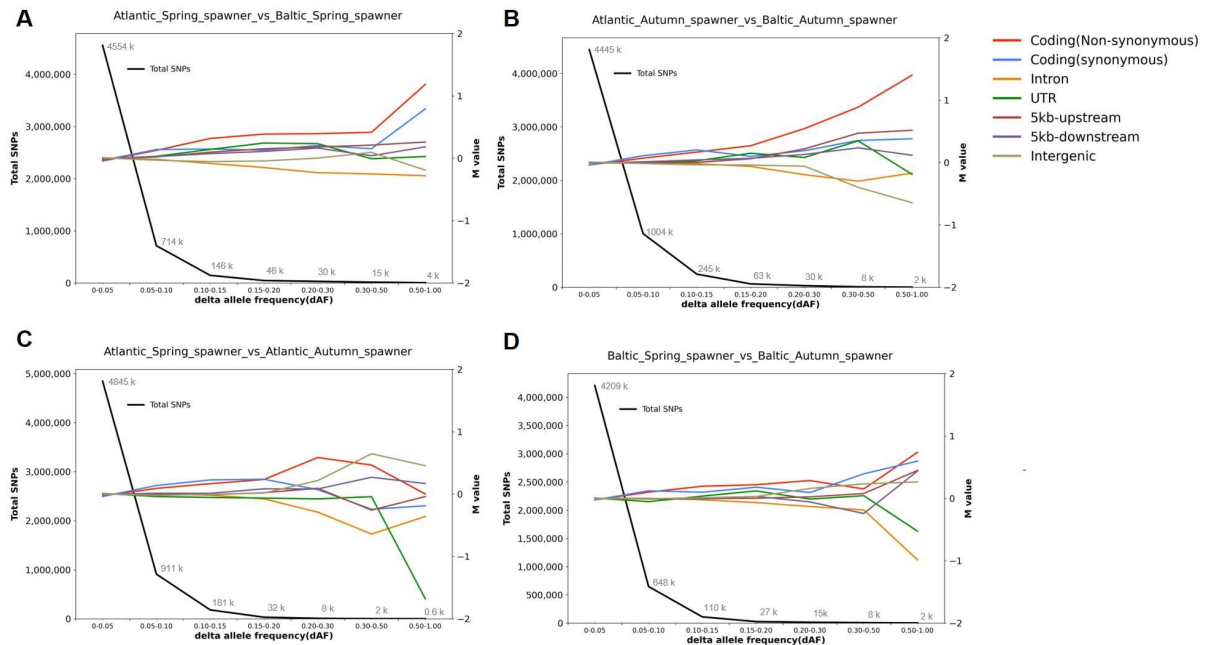 A
Atlantic_Spring_spawner_vs_Baltic_Spring_spawner
4554 k
714 k
146 k
46 k
30 k
15 k
4 k
Total SNPs
4,000,000
3,000,000
2,000,000
1,000,000
0
Total SNPs
2
1
0
−1
−2
M value
0-0.05
0.05-0.10
0.10-0.15
0.15-0.20
0.20-0.30
0.30-0.50
0.50-1.00
delta allele frequency(dAF)
B
Atlantic_Autumn_spawner_vs_Baltic_Autumn_spawner
4445 k
1004 k
245 k
63 k
30 k
8 k
2 k
Total SNPs
4,000,000
3,000,000
2,000,000
1,000,000
0
Total SNPs
2
1
0
−1
−2
M value
0-0.05
0.05-0.10
0.10-0.15
0.15-0.20
0.20-0.30
0.30-0.50
0.50-1.00
delta allele frequency(dAF)
Coding(Non-synonymous)
Coding(synonymous)
Intron
UTR
5kb-upstream
5kb-downstream
Intergenic
C
Atlantic_Spring_spawner_vs_Atlantic_Autumn_spawner
4845 k
911 k
181 k
32 k
8 k
2 k
0.6 k
Total SNPs
5,000,000
4,000,000
3,000,000
2,000,000
1,000,000
0
Total SNPs
2
1
0
−1
−2
M value
0-0.05
0.05-0.10
0.10-0.15
0.15-0.20
0.20-0.30
0.30-0.50
0.50-1.00
delta allele frequency(dAF)
D
Baltic_Spring_spawner_vs_Baltic_Autumn_spawner
4209 k
648 k
110 k
27 k
15k
8 k
2 k
Total SNPs
4,000,000
3,500,000
3,000,000
2,500,000
2,000,000
1,500,000
1,000,000
500,000
0
Total SNPs
2
1
0
−1
−2
M value
0-0.05
0.05-0.10
0.10-0.15
0.15-0.20
0.20-0.30
0.30-0.50
0.50-1.00
delta allele frequency(dAF)
-